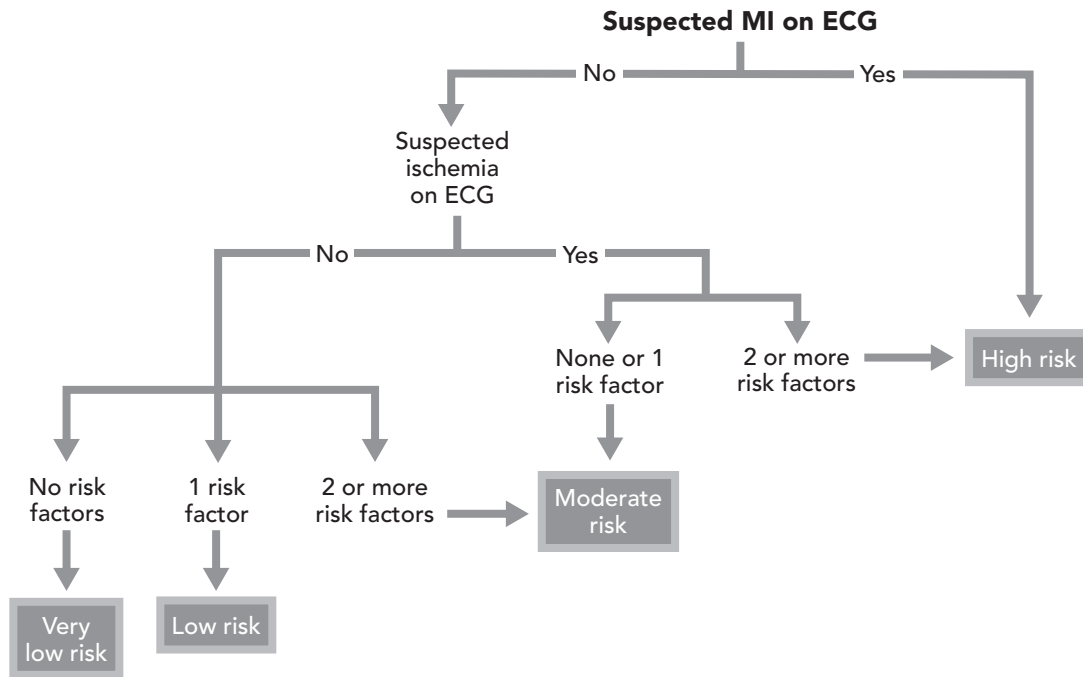 Suspected MI on ECG
No
Yes
Suspected
ischemia
on ECG
No
Yes
None or 1
risk factor
2 or more
risk factors
High risk
No risk
factors
1 risk
factor
2 or more
risk factors
Moderate
risk
Very
low risk
Low risk